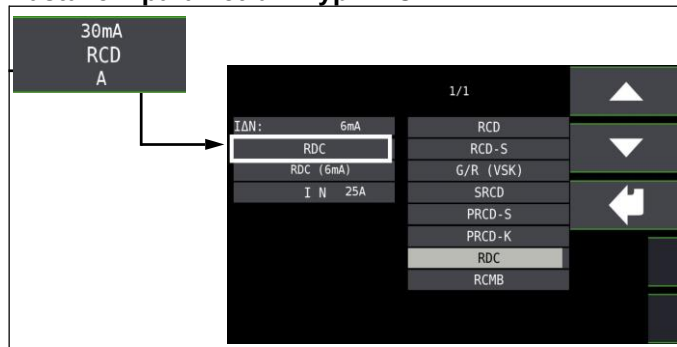 30mA
RCD
A
1/1
IΔN: 6mA
RDC
RDC (6mA)
I N 25A
RCD
RCD-S
G/R (VSK)
SRCD
PRCD-S
PRCD-K
RDC
RCMB